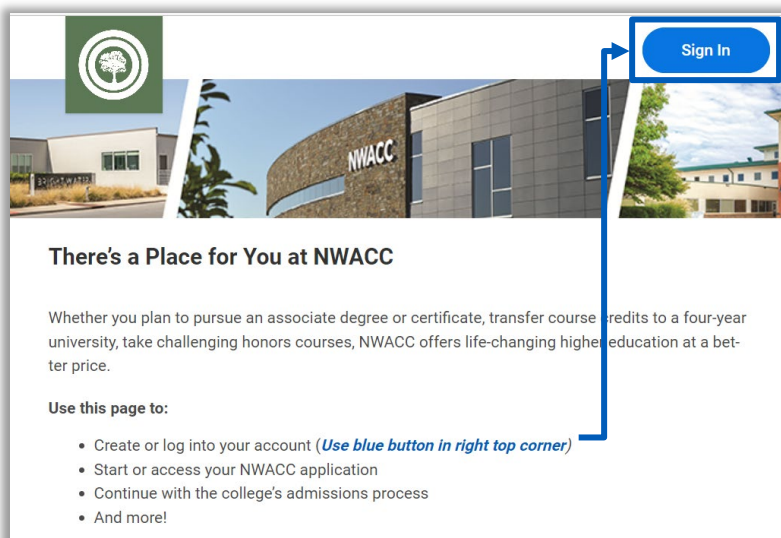 Sign In
BRIGHTWATER
NWACC
There's a Place for You at NWACC
Whether you plan to pursue an associate degree or certificate, transfer course credits to a four-year
university, take challenging honors courses, NWACC offers life-changing higher education at a bet-
ter price.
Use this page to:
• Create or log into your account (Use blue button in right top corner)
• Start or access your NWACC application
• Continue with the college's admissions process
• And more!